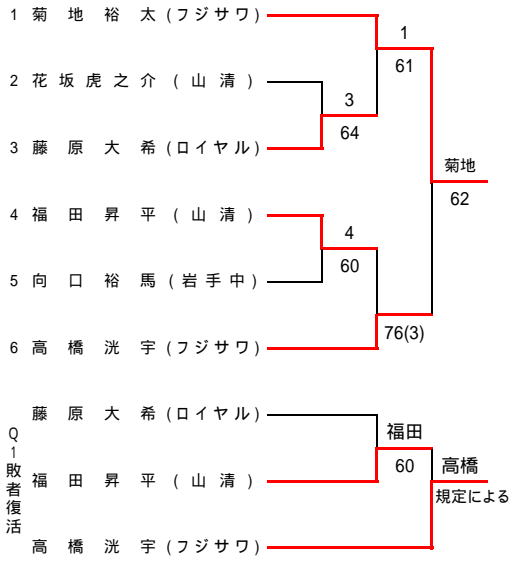 1 菊地裕太(フジサワ)
1
61
2 花坂虎之介(山清)
3
64
3 藤原大希(ロイヤル)
菊地
62
4 福田昇平(山清)
4
60
5 向口裕馬(岩手中)
76(3)
6 高橋洸宇(フジサワ)
Q1敗者復活
藤原大希(ロイヤル)
福田
60
福田昇平(山清)
高橋
規定による
高橋洸宇(フジサワ)